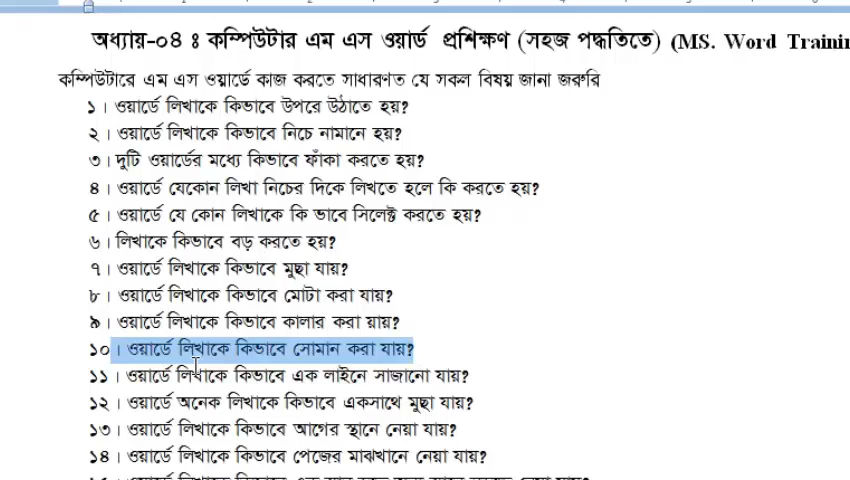 অধ্যায়-০৪ ঃ কম্পিউটার এম এস ওয়ার্ড প্রশিক্ষণ (সহজ পদ্ধতিতে) (MS. Word Trainin
কম্পিউটারে এম এস ওয়ার্ডে কাজ করতে সাধারণত যে সকল বিষয় জানা জরুরি
১। ওয়ার্ডে লিখাকে কিভাবে উপরে উঠাতে হয়?
২। ওয়ার্ডে লিখাকে কিভাবে নিচে নামানে হয়?
৩। দুটি ওয়ার্ডের মধ্যে কিভাবে ফাঁকা করতে হয়?
৪। ওয়ার্ডে যেকোন লিখা নিচের দিকে লিখতে হলে কি করতে হয়?
৫। ওয়ার্ডে যে কোন লিখাকে কি ভাবে সিলেক্ট করতে হয়?
৬। লিখাকে কিভাবে বড় করতে হয়?
৭। ওয়ার্ডে লিখাকে কিভাবে মুছা যায়?
৮। ওয়ার্ডে লিখাকে কিভাবে মোটা করা যায়?
৯। ওয়ার্ডে লিখাকে কিভাবে কালার করা য়ায়?
১০। ওয়ার্ডে লিখাকে কিভাবে সোমান করা যায়?
১১। ওয়ার্ডে লিখাকে কিভাবে এক লাইনে সাজানো যায়?
১২। ওয়ার্ডে অনেক লিখাকে কিভাবে একসাথে মুছা যায়?
১৩। ওয়ার্ডে লিখাকে কিভাবে আগের স্থানে নেয়া যায়?
১৪। ওয়ার্ডে লিখাকে কিভাবে পেজের মাঝখানে নেয়া যায়?